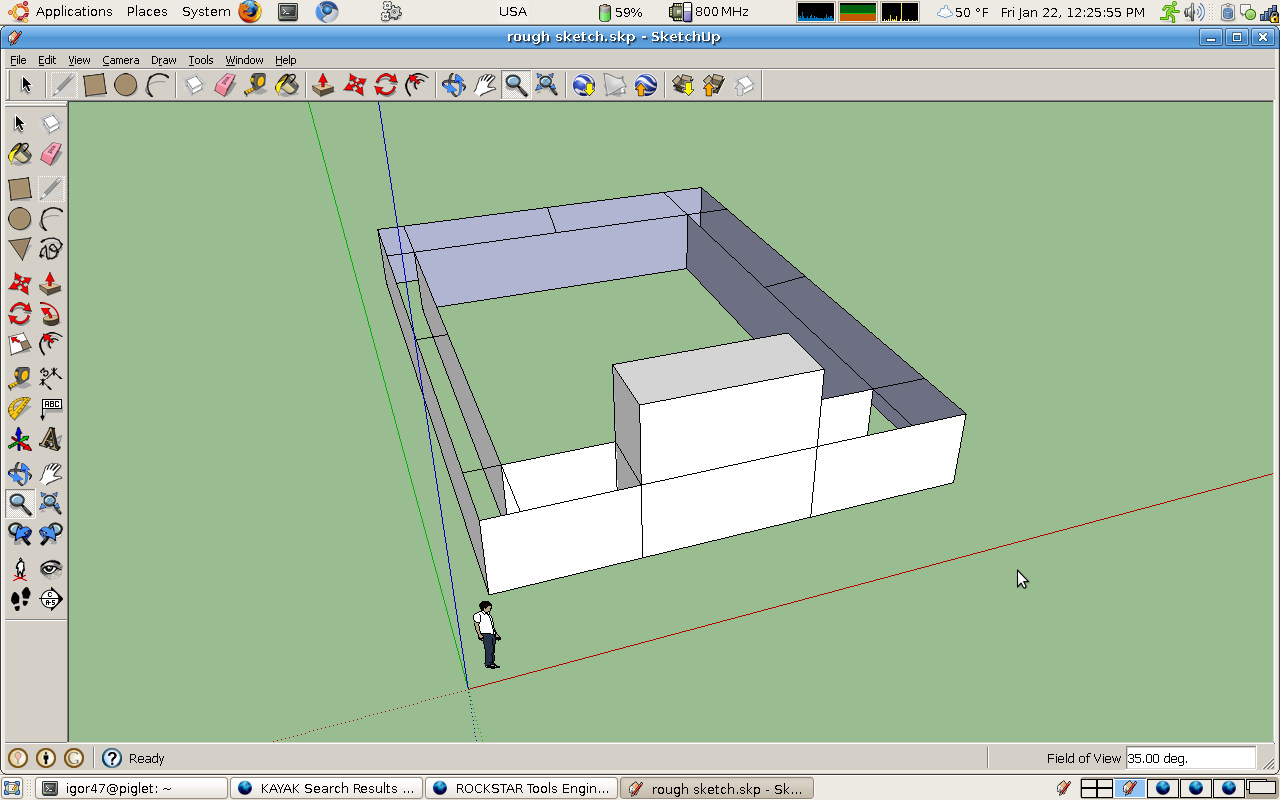 Applications Places System USA 59% 800 MHz 50 °F Fri Jan 22, 12:25:55 PM
rough sketch.skp - SketchUp
File Edit View Camera Draw Tools Window Help
ABC
A
A-5
Ready Field of View 35.00 deg.
igor47@piglet: ~ KAYAK Search Results ... ROCKSTAR Tools Engin... rough sketch.skp - Sk...